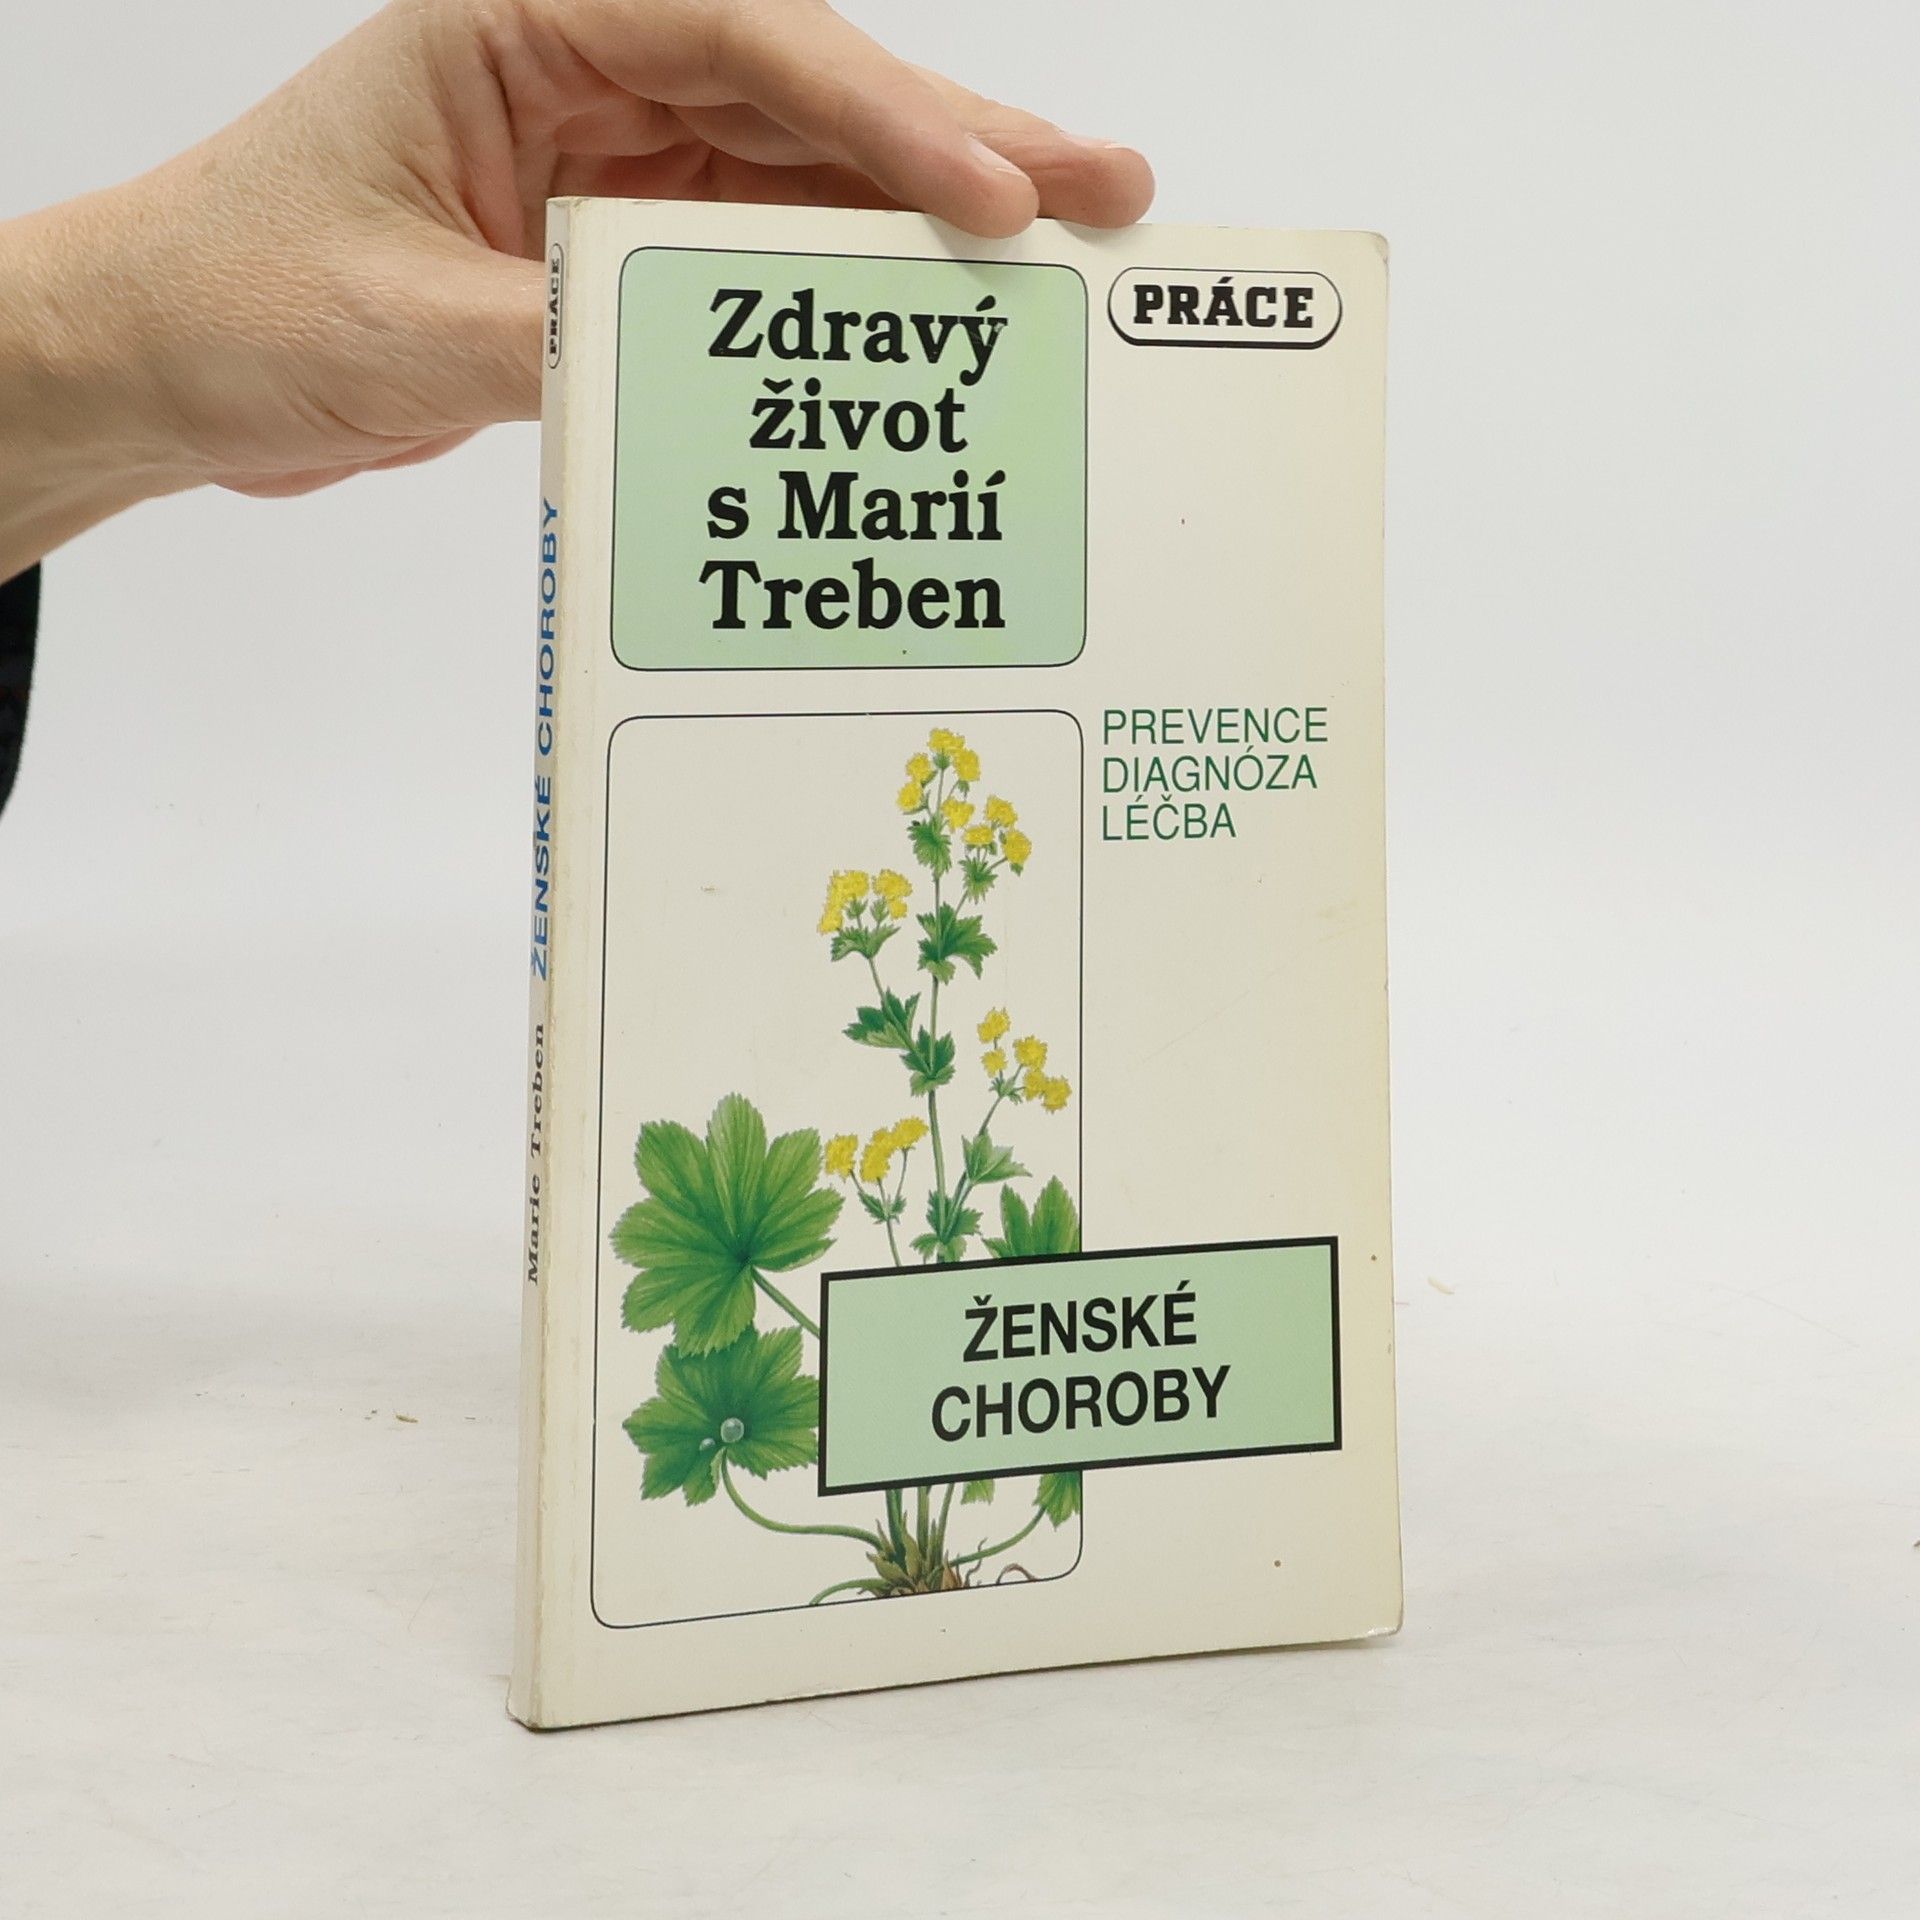 Zdravý
život
s Marií
Treben
PRÁCE
PREVENCE
DIAGNÓZA
LÉČBA
ŽENSKÉ
CHOROBY
Marie Treben ŽENSKÉ CHOROBY PRÁCE